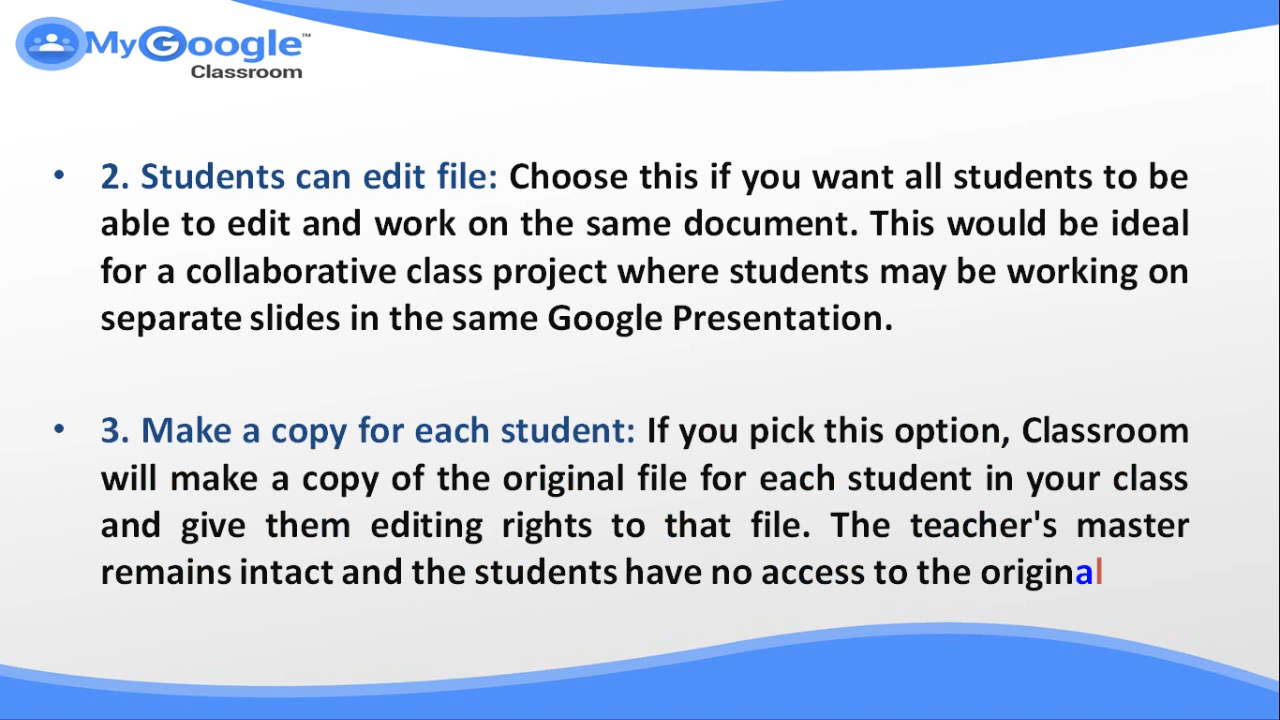 MyGoogle™
Classroom
• 2. Students can edit file: Choose this if you want all students to be
able to edit and work on the same document. This would be ideal
for a collaborative class project where students may be working on
separate slides in the same Google Presentation.
• 3. Make a copy for each student: If you pick this option, Classroom
will make a copy of the original file for each student in your class
and give them editing rights to that file. The teacher's master
remains intact and the students have no access to the original